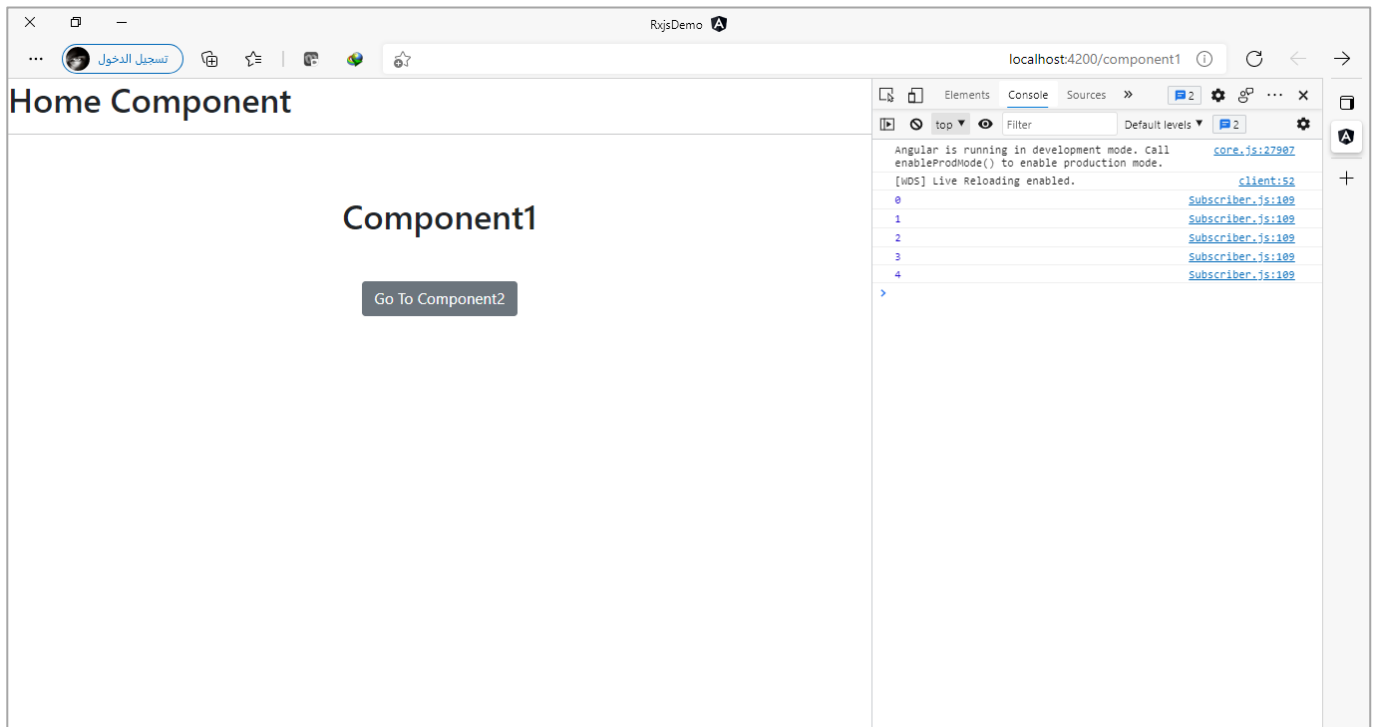 RxjsDemo
تسجيل الدخول
localhost:4200/component1
Home Component
Component1
Go To Component2
Elements Console Sources » 2
top Filter Default levels 2
Angular is running in development mode. Call core.js:27907
enableProdMode() to enable production mode.
[WDS] Live Reloading enabled. client:52
0 Subscriber.js:109
1 Subscriber.js:109
2 Subscriber.js:109
3 Subscriber.js:109
4 Subscriber.js:109
>